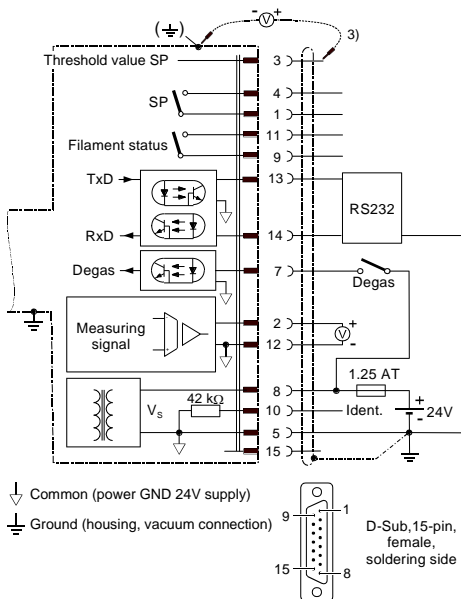 - V +
3)
Threshold value SP
3
4
SP
1
11
Filament status
9
TxD
13
RS232
RxD
14
Degas
7
Degas
Measuring
signal
2
+
V
12
-
1.25 AT
8
42 kΩ
+
Vs
10
Ident.
24V
-
5
15
Common (power GND 24V supply)
Ground (housing, vacuum connection)
9
1
D-Sub,15-pin,
female,
soldering side
15
8